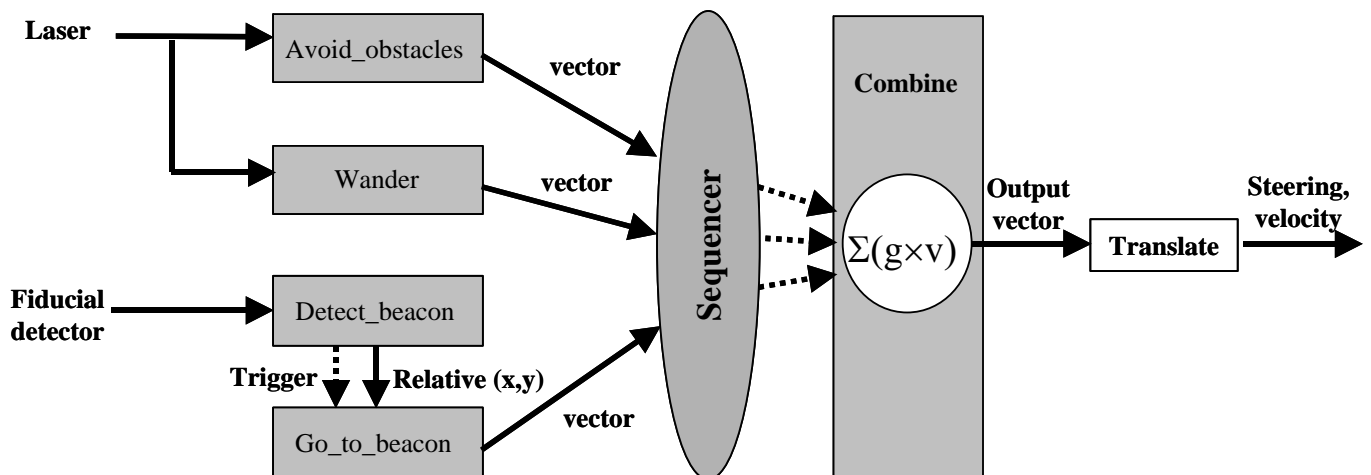 Laser
Avoid_obstacles
vector
Combine
Wander
vector
Sequencer
Σ(g×v)
Output
vector
Translate
Steering,
velocity
Fiducial
detector
Detect_beacon
Trigger
Relative (x,y)
vector
Go_to_beacon